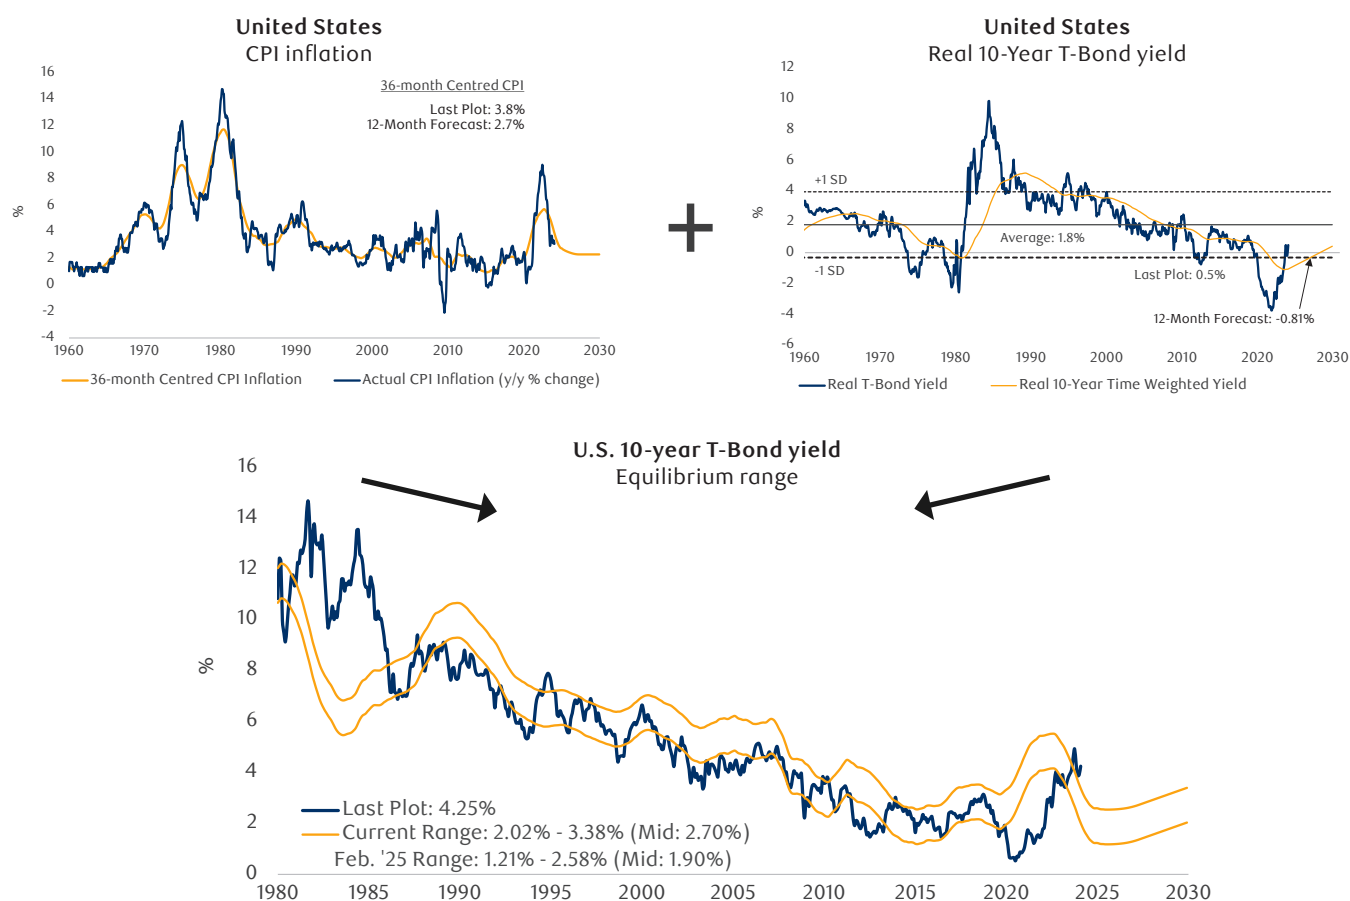 United States
CPI inflation
16
14
12
10
8
6
4
2
0
-2
-4
%
36-month Centred CPI
Last Plot: 3.8%
12-Month Forecast: 2.7%
1960 1970 1980 1990 2000 2010 2020 2030
36-month Centred CPI Inflation Actual CPI Inflation (y/y % change)
+
United States
Real 10-Year T-Bond yield
12
10
8
6
4
2
0
-2
-4
-6
%
+1 SD
Average: 1.8%
-1 SD
Last Plot: 0.5%
12-Month Forecast: -0.81%
1960 1970 1980 1990 2000 2010 2020 2030
Real T-Bond Yield Real 10-Year Time Weighted Yield
U.S. 10-year T-Bond yield
Equilibrium range
16
14
12
10
8
6
4
2
0
%
Last Plot: 4.25%
Current Range: 2.02% - 3.38% (Mid: 2.70%)
Feb. '25 Range: 1.21% - 2.58% (Mid: 1.90%)
1980 1985 1990 1995 2000 2005 2010 2015 2020 2025 2030